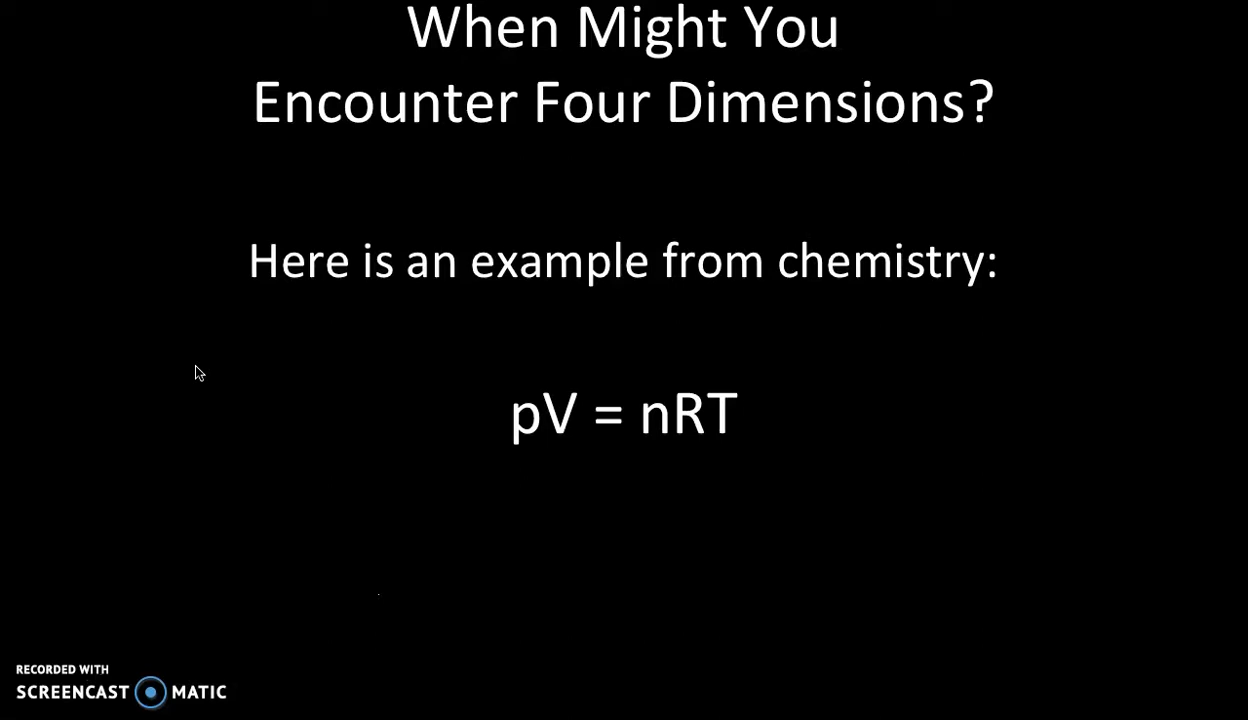 When Might You
Encounter Four Dimensions?
Here is an example from chemistry:
pV = nRT
RECORDED WITH
SCREENCAST MATIC